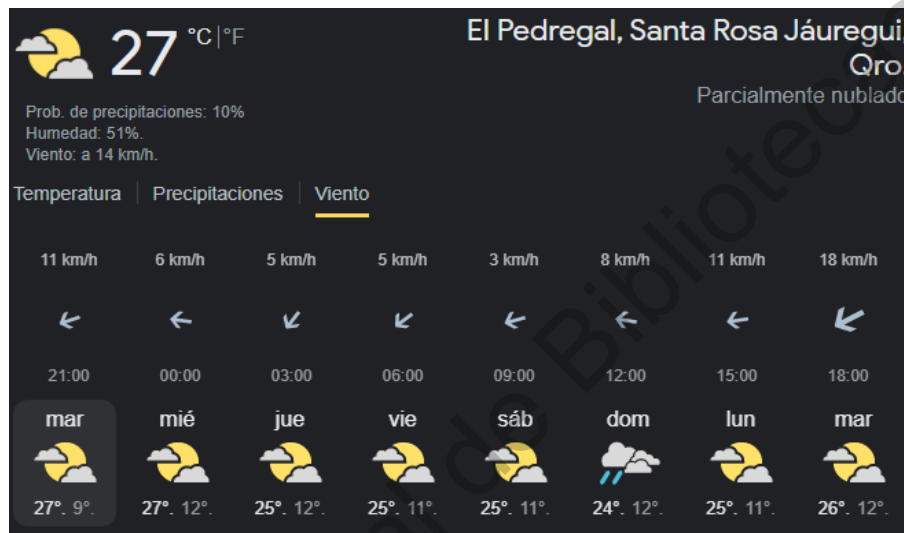 27 °C|°F
El Pedregal, Santa Rosa Jáuregui,
Qro.
Parcialmente nublado
Prob. de precipitaciones: 10%
Humedad: 51%.
Viento: a 14 km/h.
Temperatura Precipitaciones Viento
11 km/h 6 km/h 5 km/h 5 km/h 3 km/h 8 km/h 11 km/h 18 km/h
21:00 00:00 03:00 06:00 09:00 12:00 15:00 18:00
mar mié jue vie sáb dom lun mar
27°. 9°. 27°. 12°. 25°. 12°. 25°. 11°. 25°. 11°. 24°. 12°. 25°. 11°. 26°. 12°.
de Biblioteca